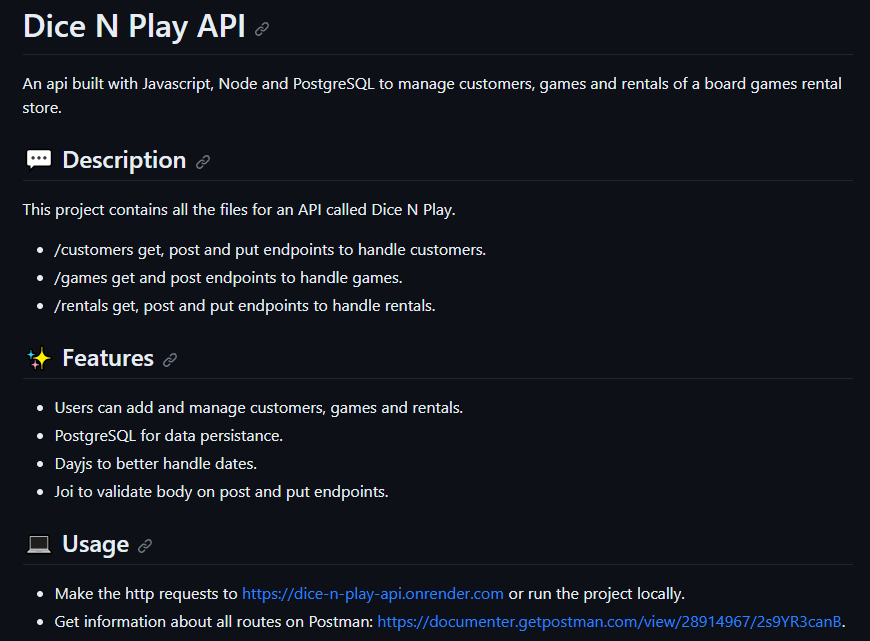 Dice N Play API
An api built with Javascript, Node and PostgreSQL to manage customers, games and rentals of a board games rental
store.
Description
This project contains all the files for an API called Dice N Play.
/customers get, post and put endpoints to handle customers.
/games get and post endpoints to handle games.
/rentals get, post and put endpoints to handle rentals.
Features
Users can add and manage customers, games and rentals.
PostgreSQL for data persistance.
Dayjs to better handle dates.
Joi to validate body on post and put endpoints.
Usage
Make the http requests to https://dice-n-play-api.onrender.com or run the project locally.
Get information about all routes on Postman: https://documenter.getpostman.com/view/28914967/2s9YR3canB.